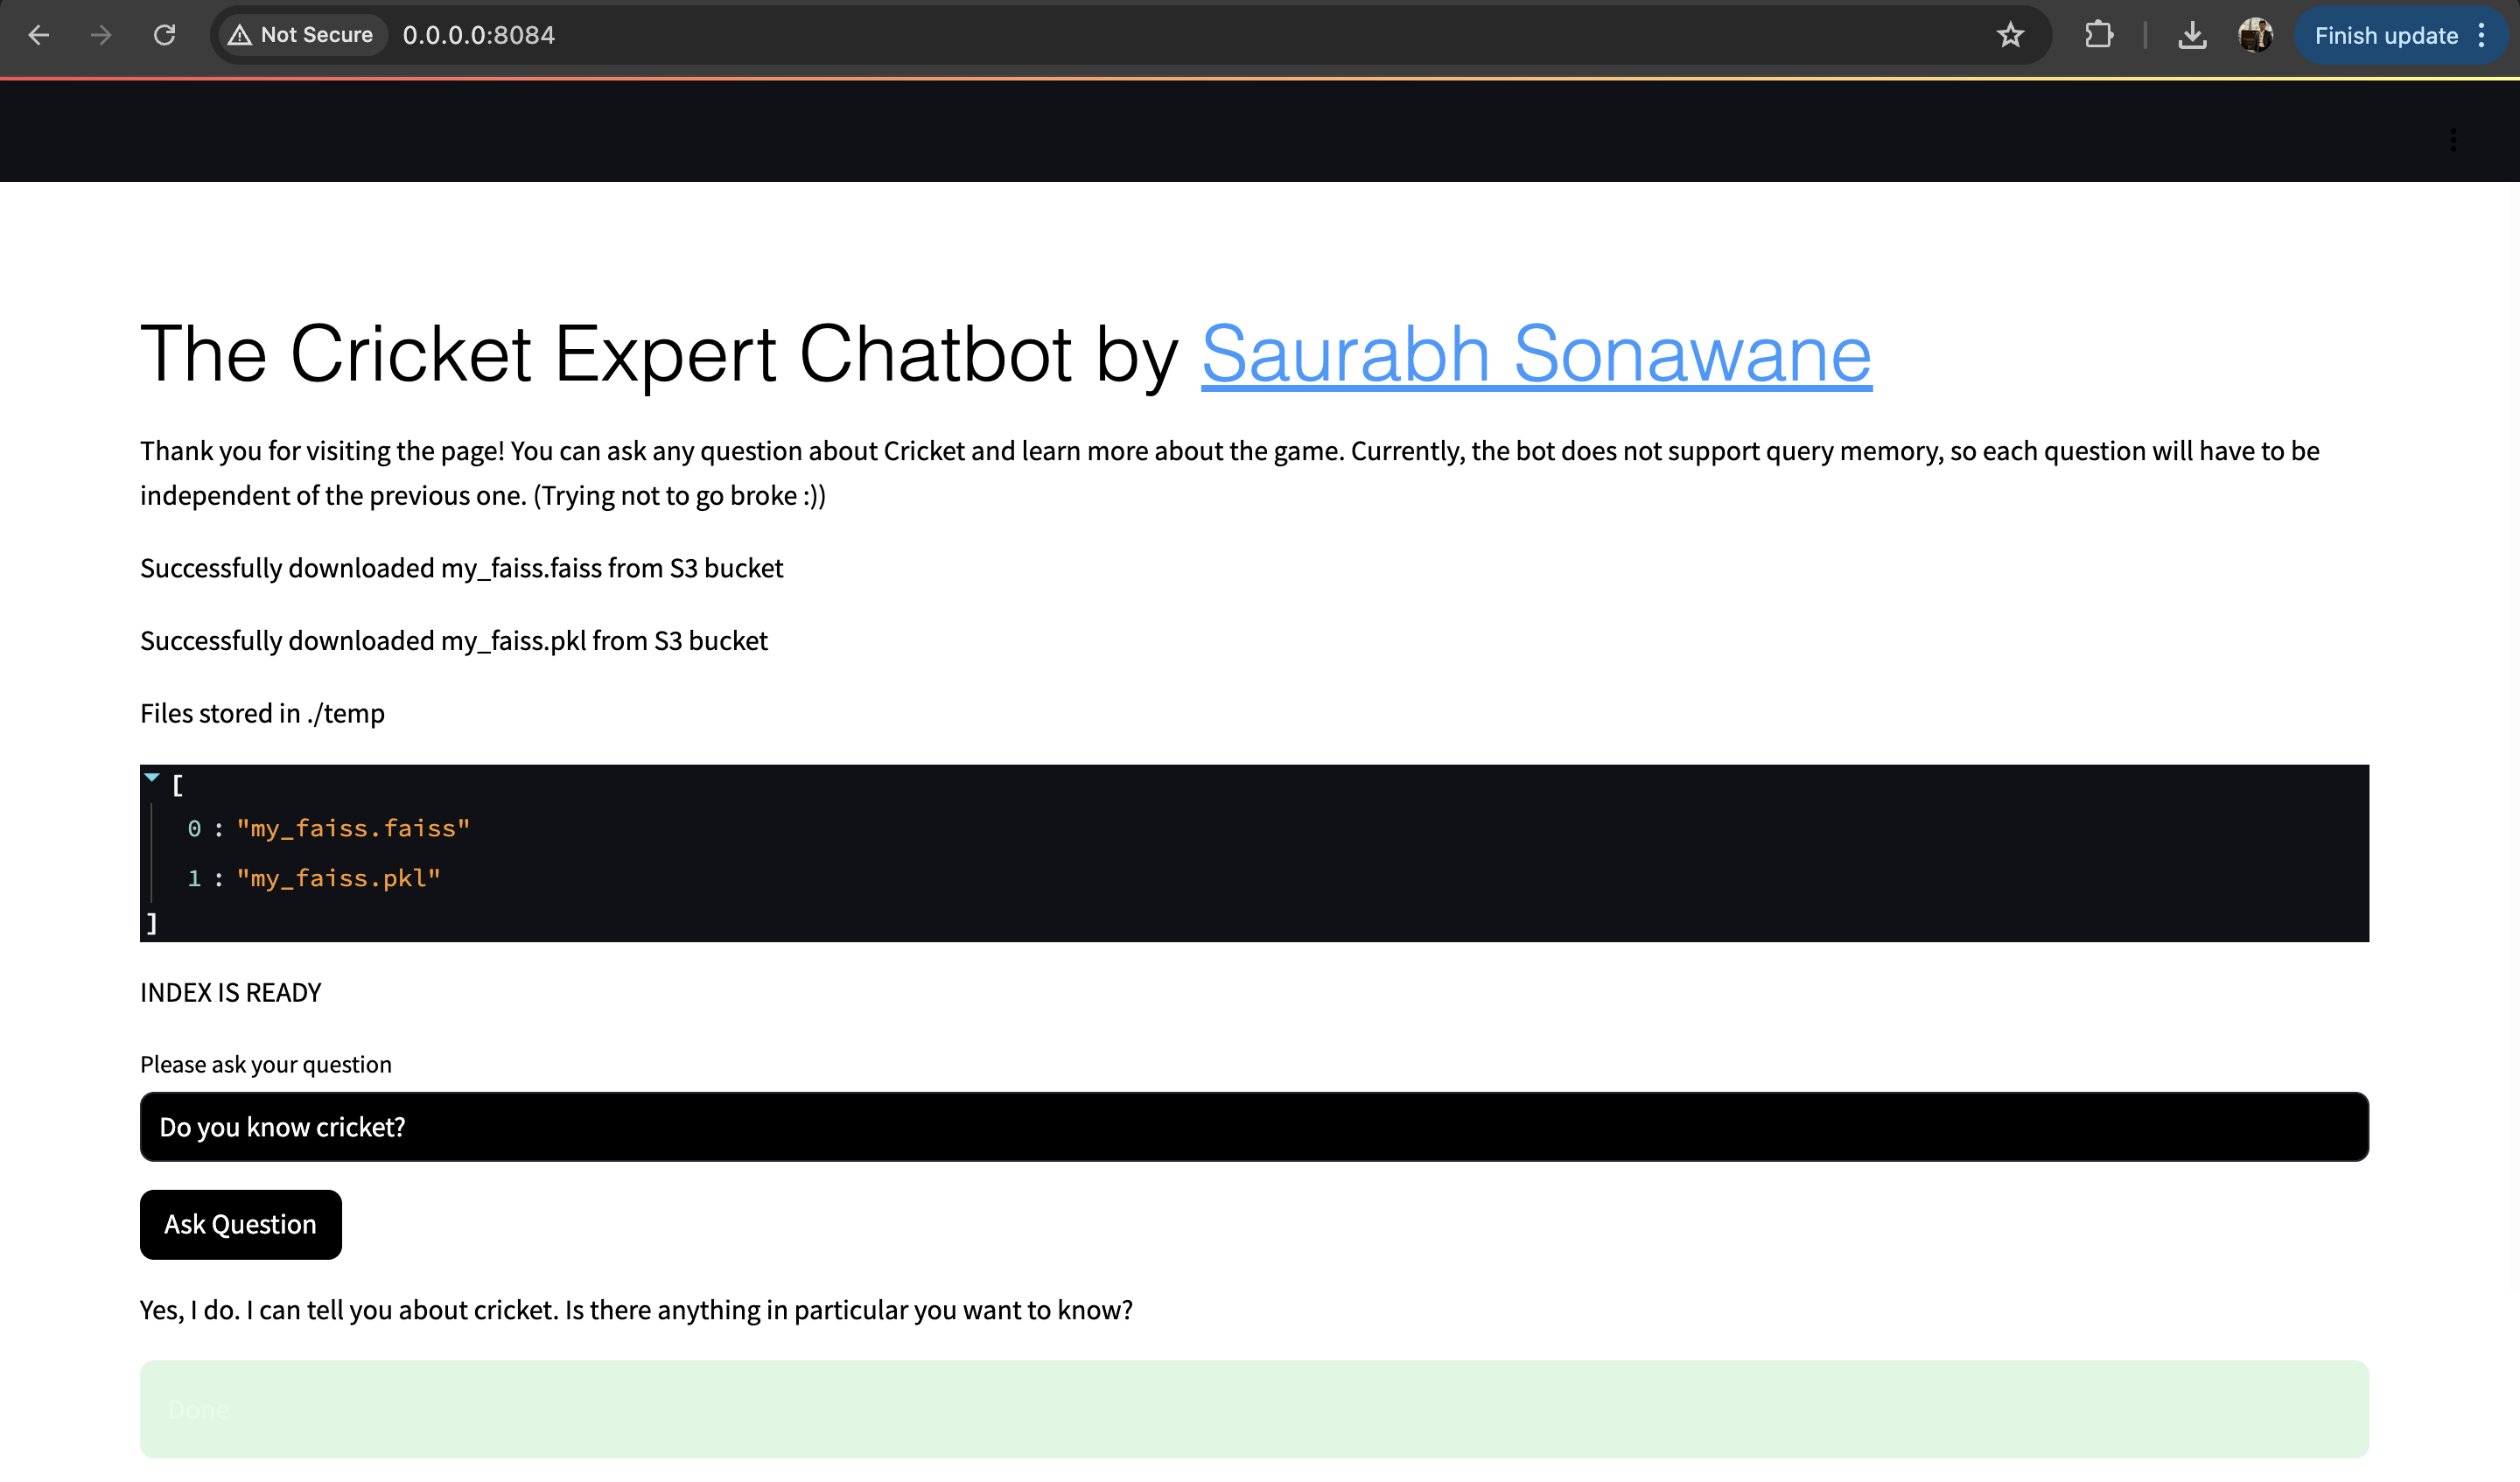 Not Secure 0.0.0.0:8084 Finish update
The Cricket Expert Chatbot by Saurabh Sonawane
Thank you for visiting the page! You can ask any question about Cricket and learn more about the game. Currently, the bot does not support query memory, so each question will have to be
independent of the previous one. (Trying not to go broke :))
Successfully downloaded my_faiss.faiss from S3 bucket
Successfully downloaded my_faiss.pkl from S3 bucket
Files stored in ./temp
[
0 : "my_faiss.faiss"
1 : "my_faiss.pkl"
]
INDEX IS READY
Please ask your question
Do you know cricket?
Ask Question
Yes, I do. I can tell you about cricket. Is there anything in particular you want to know?
Done